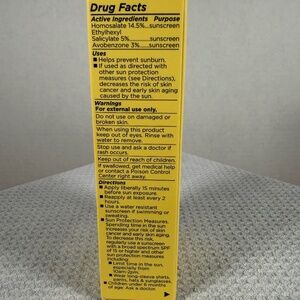 Drug Facts
Active Ingredients Purpose
Homosalate 14.5%...sunscreen
Ethylhexyl
Salicylate 5%.......sunscreen
Avobenzone 3%.....sunscreen
Uses
■ Helps prevent sunburn.
■ If used as directed with
other sun protection
measures (see Directions),
decreases the risk of skin
cancer and early skin aging
caused by the sun.
Warnings
For external use only.
Do not use on damaged or
broken skin.
When using this product
keep out of eyes. Rinse with
water to remove.
Stop use and ask a doctor if
rash occurs.
Keep out of reach of children.
If swallowed, get medical help
or contact a Poison Control
Center right away.
Directions
■ Apply liberally 15 minutes
before sun exposure.
■ Reapply at least every 2
hours.
■ Use a water resistant
sunscreen if swimming or
sweating.
■ Sun Protection Measures.
Spending time in the sun
increases your risk of skin
cancer and early skin aging.
To decrease this risk,
regularly use a sunscreen
with a broad spectrum SPF
of 15 or higher and other
sun protection measures
including:
■ Limit time in the sun,
especially from
10am-2pm.
■ Wear long-sleeve shirts,
pants, hats & sunglasses.
■ Children under 6 months
of age: Ask a doctor.